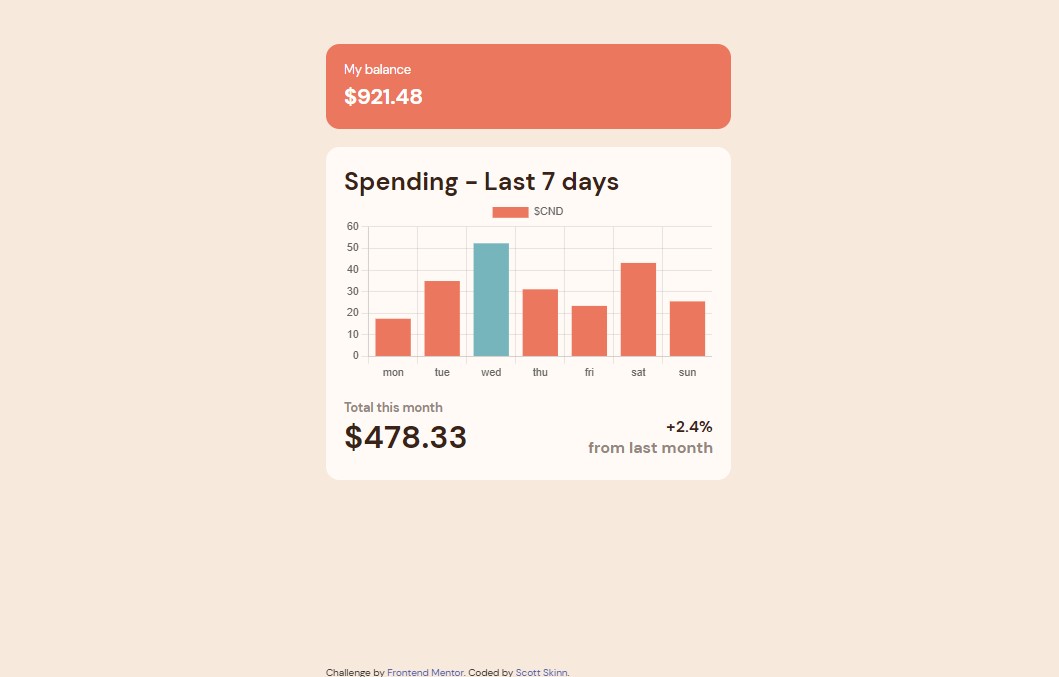 My balance
$921.48
Spending - Last 7 days
SCND
60
50
40
30
20
10
0
mon tue wed thu fri sat sun
Total this month
$478.33
+2.4%
from last month
Challenge by Frontend Mentor. Coded by Scott Skinn.